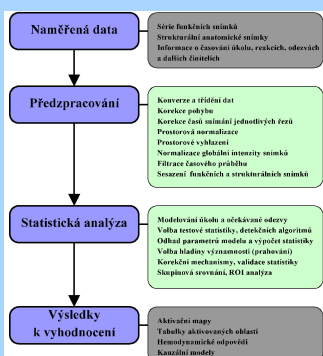 Naměřená data
Série funkčních snímků
Strukturální anatomické snímky
Informace o časování úkolu, reakcích, odezvách
a dalších činitelích
Předzpracování
Konverze a třídění dat
Korekce pohybu
Korekce časů snímání jednotlivých řezů
Prostorová normalizace
Prostorové vyhlazení
Normalizace globální intenzity snímků
Filtrace časového průběhu
Sesazení funkčních a strukturálních snímků
Statistická analýza
Modelování úkolu a očekávané odezvy
Volba testové statistiky, detekčních algoritmů
Odhad parametrů modelu a výpočet statistiky
Volba hladiny významnosti (prahování)
Korekční mechanismy, validace statistiky
Skupinová srovnání, ROI analýza
Výsledky
k vyhodnocení
Aktivační mapy
Tabulky aktivovaných oblastí
Hemodynamické odpovědi
Kauzální modely